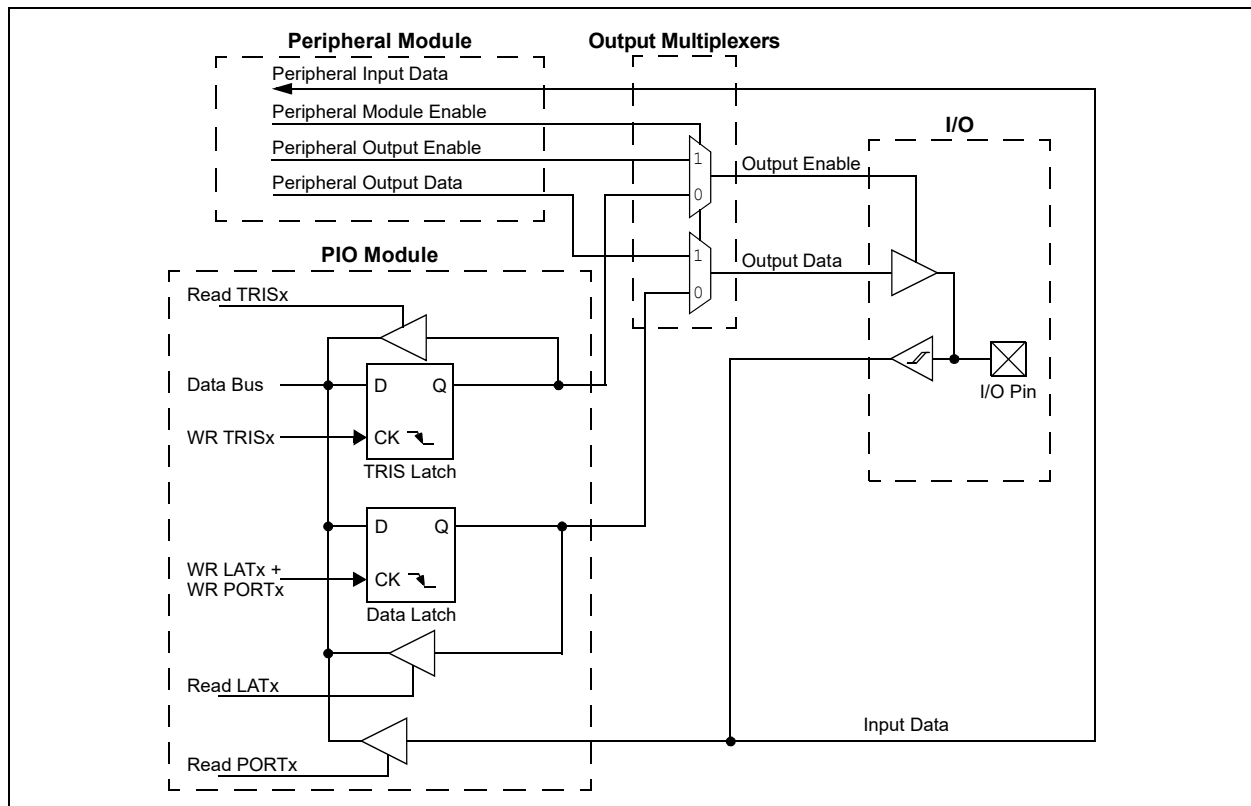 Peripheral Module
Output Multiplexers
Peripheral Input Data
Peripheral Module Enable
Peripheral Output Enable
Peripheral Output Data
1
0
1
0
Output Enable
Output Data
I/O
I/O Pin
PIO Module
Read TRISx
Data Bus
D
Q
WR TRISx
CK
TRIS Latch
D
Q
WR LATx +
WR PORTx
CK
Data Latch
Read LATx
Read PORTx
Input Data